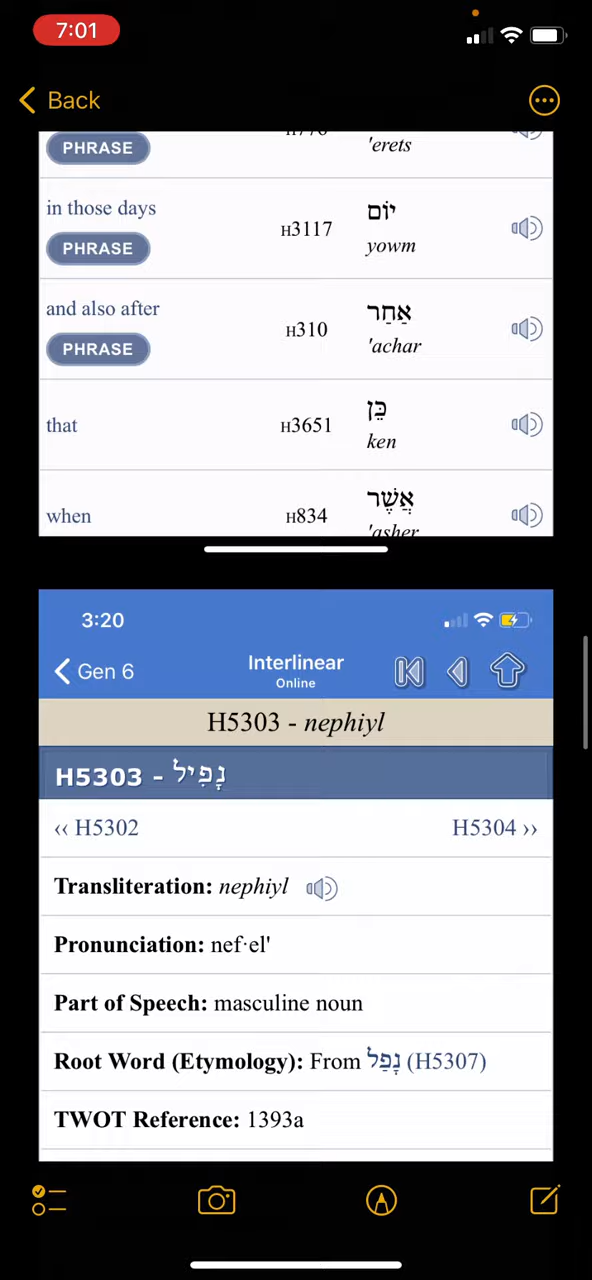 7:01
Back
PHRASE
'erets
in those days
PHRASE
H3117
יוֹם
yowm
and also after
PHRASE
H310
אַחַר
'achar
that
H3651
כֵּן
ken
when
H834
אֲשֶׁר
'asher
3:20
Gen 6
Interlinear
Online
H5303 - nephiyl
H5303 - נָפִיל
‹‹ H5302
H5304 ››
Transliteration: nephiyl
Pronunciation: nef·el'
Part of Speech: masculine noun
Root Word (Etymology): From נָפַל (H5307)
TWOT Reference: 1393a